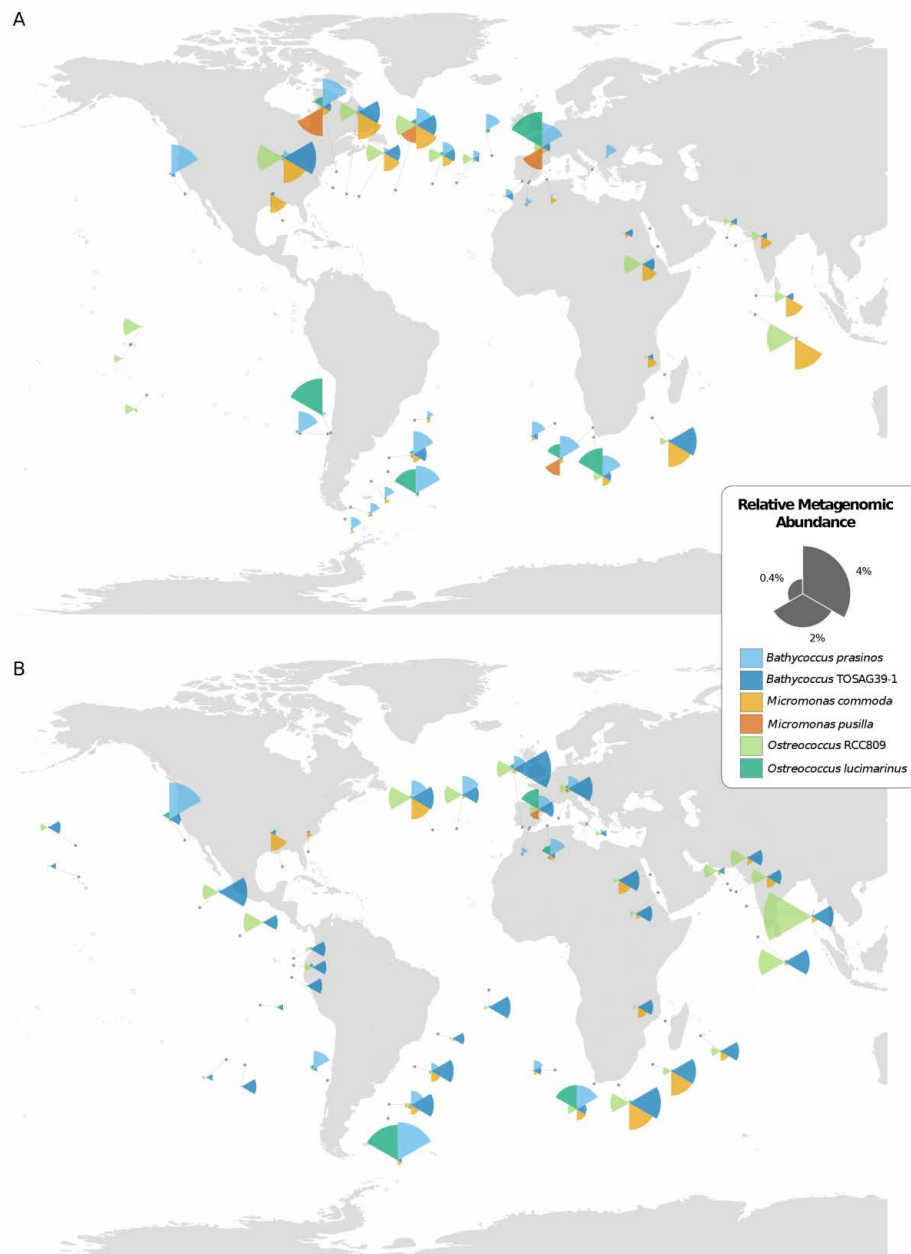 A
Relative Metagenomic
Abundance
0.4%
4%
2%
Bathycoccus prasinos
Bathycoccus TOSAG39-1
Micromonas commoda
Micromonas pusilla
Ostreococcus RCC809
Ostreococcus lucimarinus
B